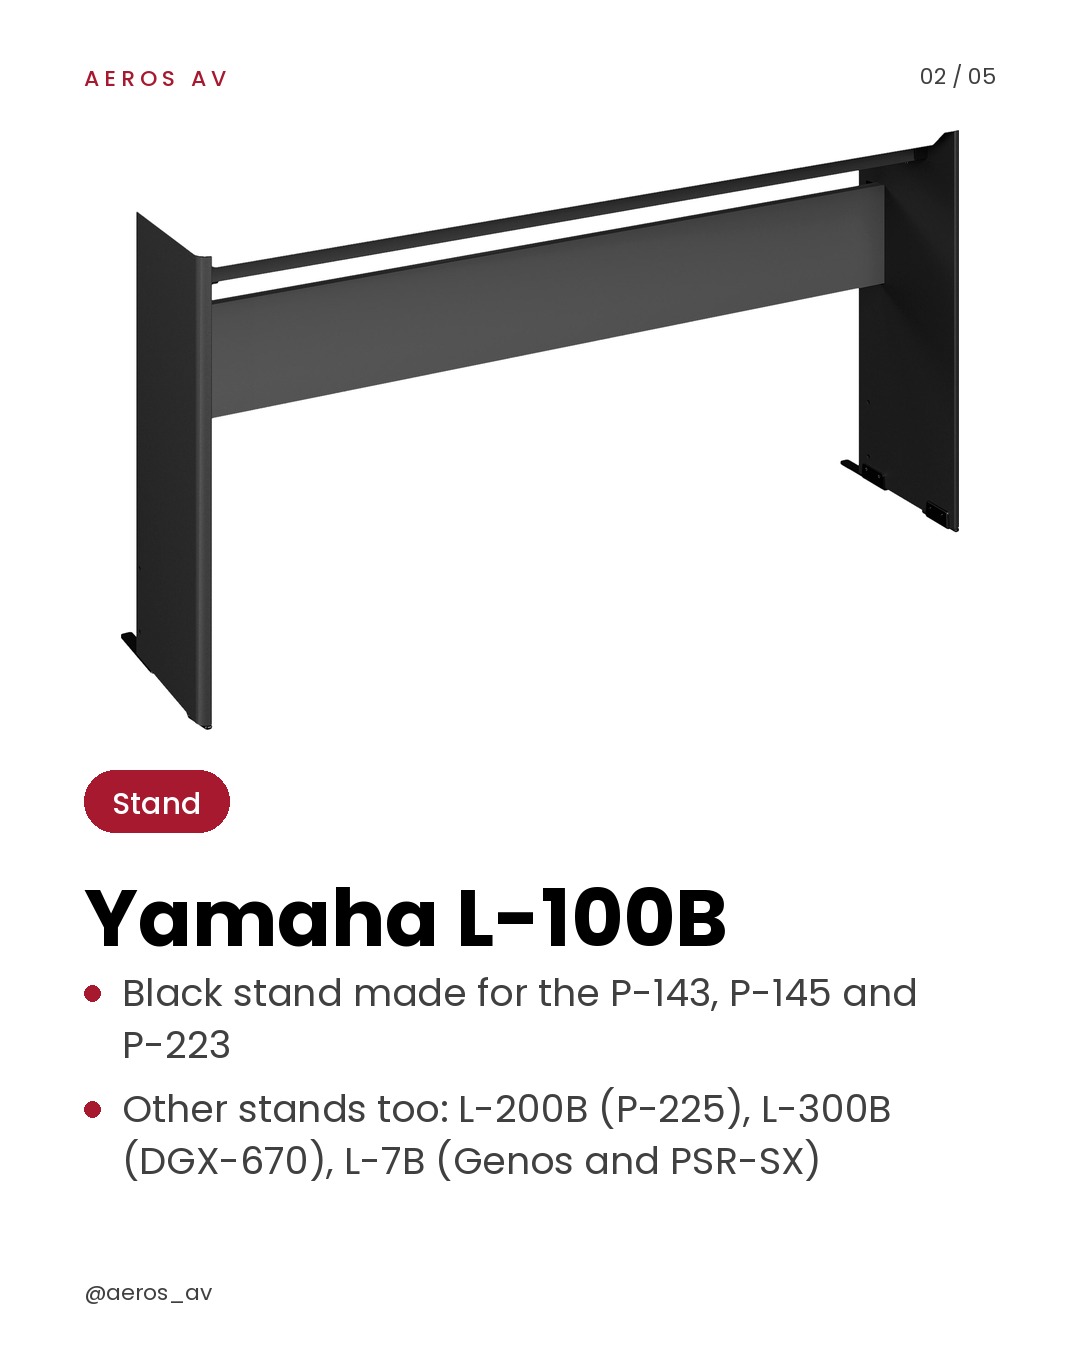 AEROS AV
02 / 05
Stand
Yamaha L-100B
Black stand made for the P-143, P-145 and
P-223
Other stands too: L-200B (P-225), L-300B
(DGX-670), L-7B (Genos and PSR-SX)
@aeros_av